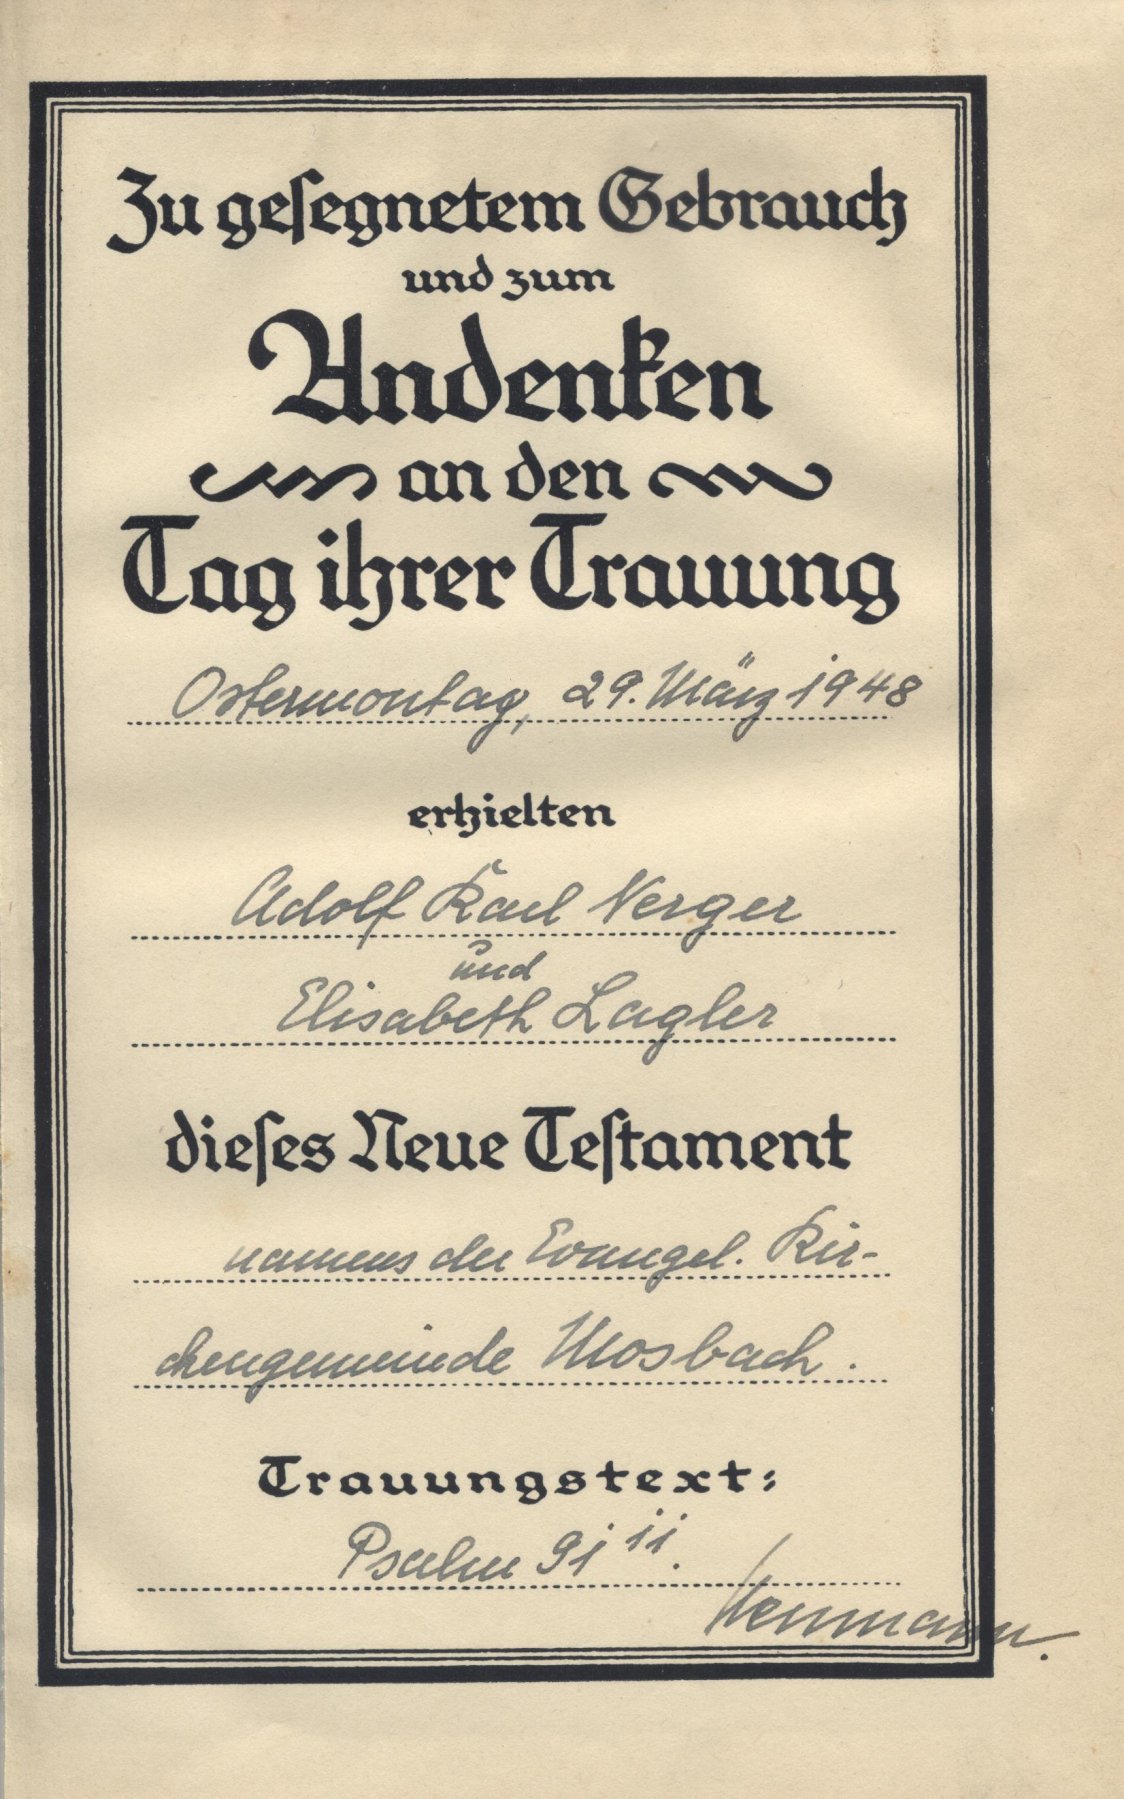 Zu gesegnetem Gebrauch
und zum
Andenken
an den
Tag ihrer Trauung
Ostermontag, 29. März 1948
erhielten
Adolf Karl Nerger
und
Elisabeth Lagler
dieses Neue Testament
namens der Evangel. Kir-
chengemeinde Mosbach.
Trauungstext:
Psalm 91 11.